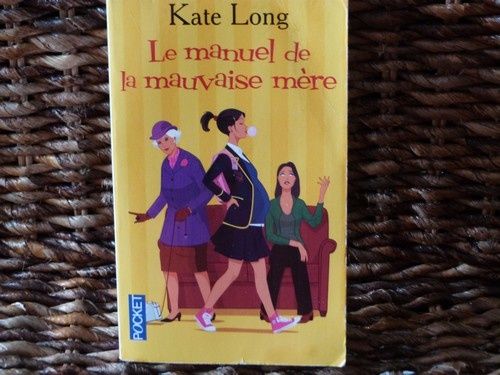 Kate Long
Le manuel de
la mauvaise mère
POCKET